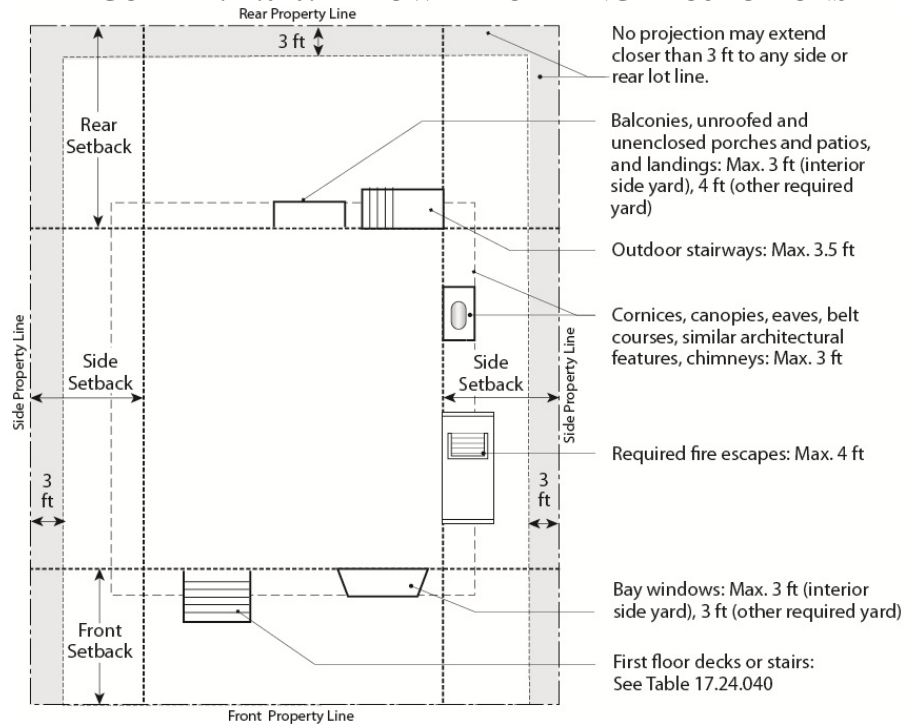 Rear Property Line
3 ft
No projection may extend
closer than 3 ft to any side or
rear lot line.
Rear
Setback
Balconies, unroofed and
unenclosed porches and patios,
and landings: Max. 3 ft (interior
side yard), 4 ft (other required
yard)
Outdoor stairways: Max. 3.5 ft
Cornices, canopies, eaves, belt
courses, similar architectural
features, chimneys: Max. 3 ft
Side Property Line
Side
Setback
Side
Setback
Side Property Line
Required fire escapes: Max. 4 ft
3
ft
3
ft
Bay windows: Max. 3 ft (interior
side yard), 3 ft (other required yard)
Front
Setback
First floor decks or stairs:
See Table 17.24.040
Front Property Line